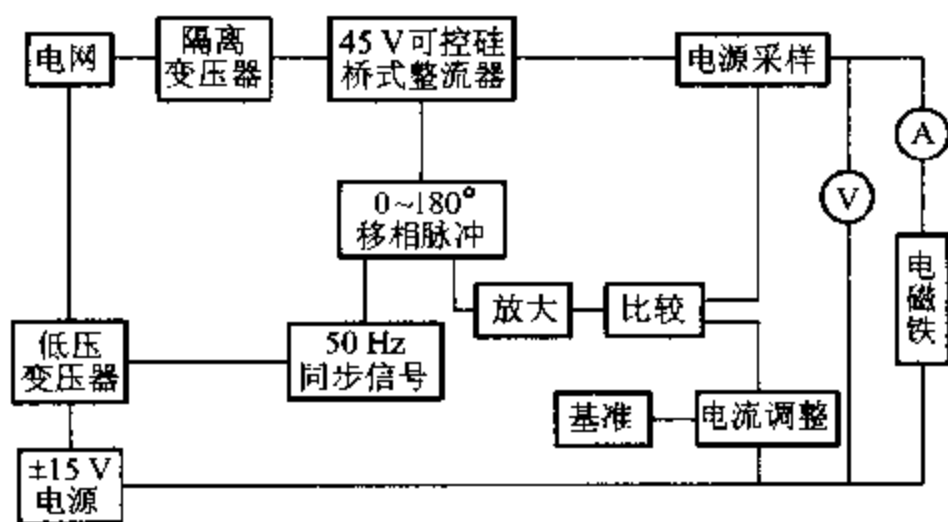 电网
隔离
变压器
45 V可控硅
桥式整流器
电源采样
A
V
0~180°
移相脉冲
电
磁
铁
放大
比较
低压
变压器
50 Hz
同步信号
基准
电流调整
±15 V
电源